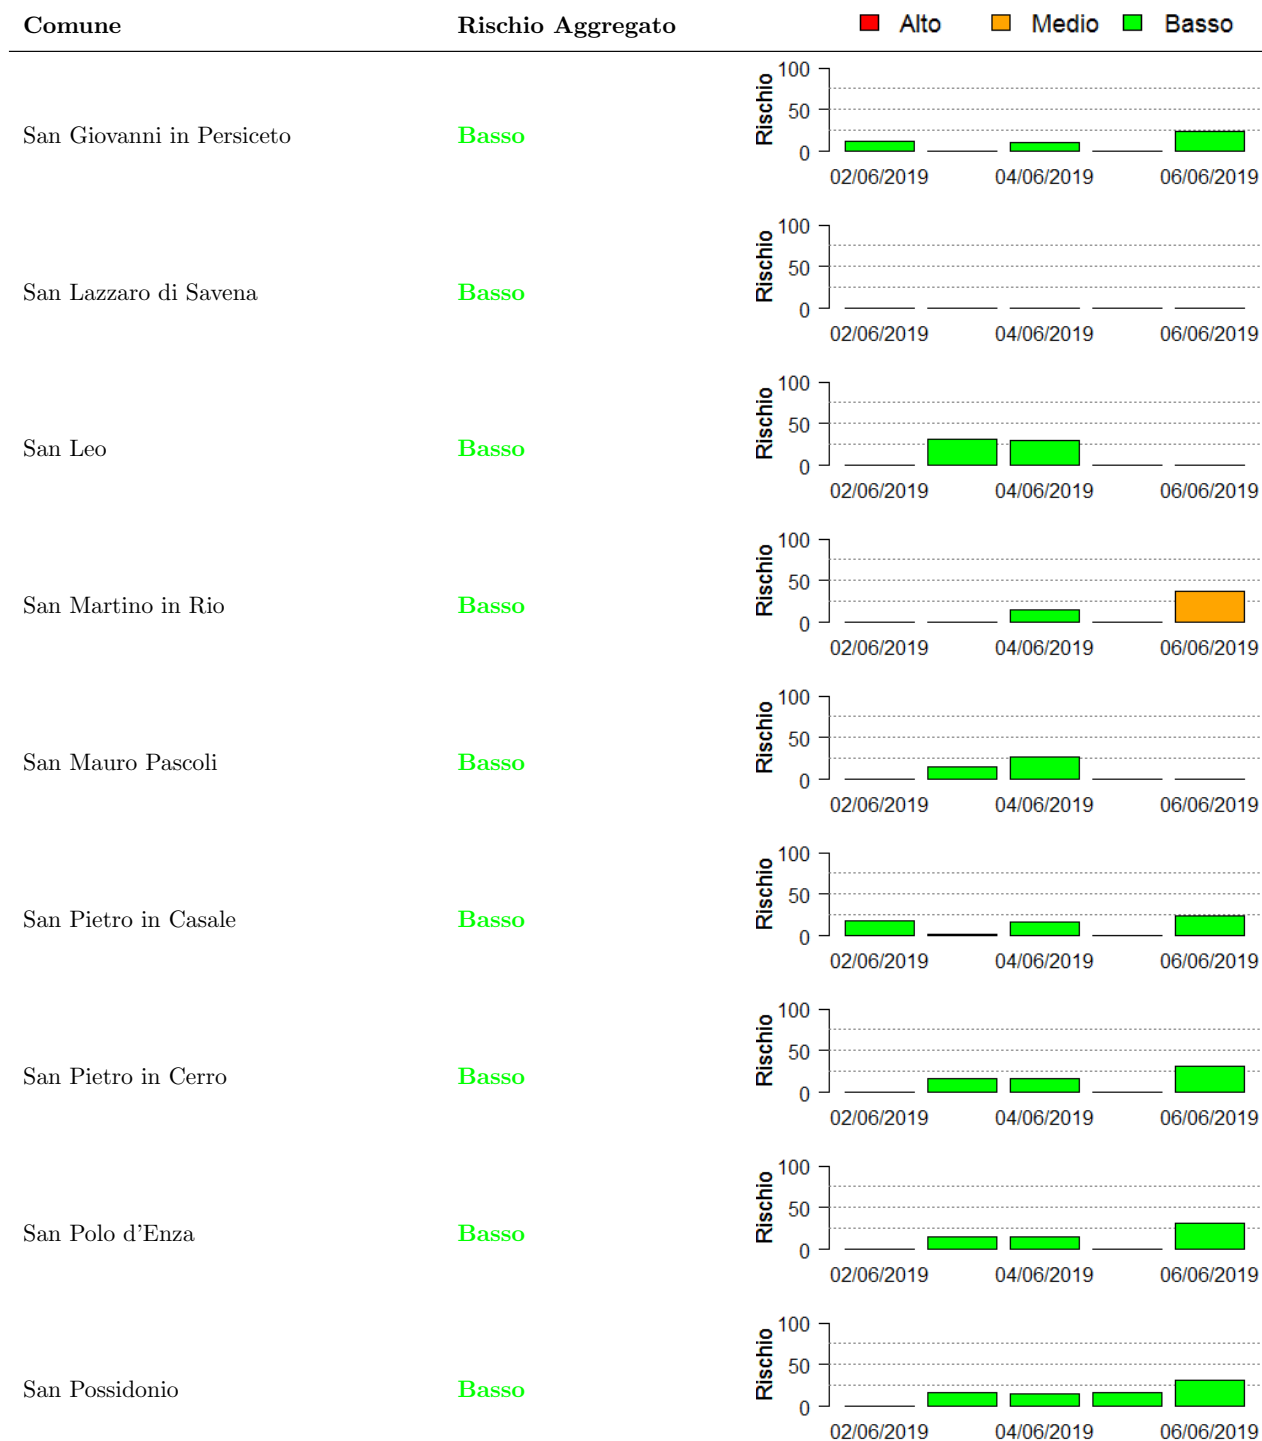 Comune Rischio Aggregato Alto Medio Basso
San Giovanni in Persiceto Basso
Rischio
100
50
0
02/06/2019 04/06/2019 06/06/2019
San Lazzaro di Savena Basso
Rischio
100
50
0
02/06/2019 04/06/2019 06/06/2019
San Leo Basso
Rischio
100
50
0
02/06/2019 04/06/2019 06/06/2019
San Martino in Rio Basso
Rischio
100
50
0
02/06/2019 04/06/2019 06/06/2019
San Mauro Pascoli Basso
Rischio
100
50
0
02/06/2019 04/06/2019 06/06/2019
San Pietro in Casale Basso
Rischio
100
50
0
02/06/2019 04/06/2019 06/06/2019
San Pietro in Cerro Basso
Rischio
100
50
0
02/06/2019 04/06/2019 06/06/2019
San Polo d'Enza Basso
Rischio
100
50
0
02/06/2019 04/06/2019 06/06/2019
San Possidonio Basso
Rischio
100
50
0
02/06/2019 04/06/2019 06/06/2019